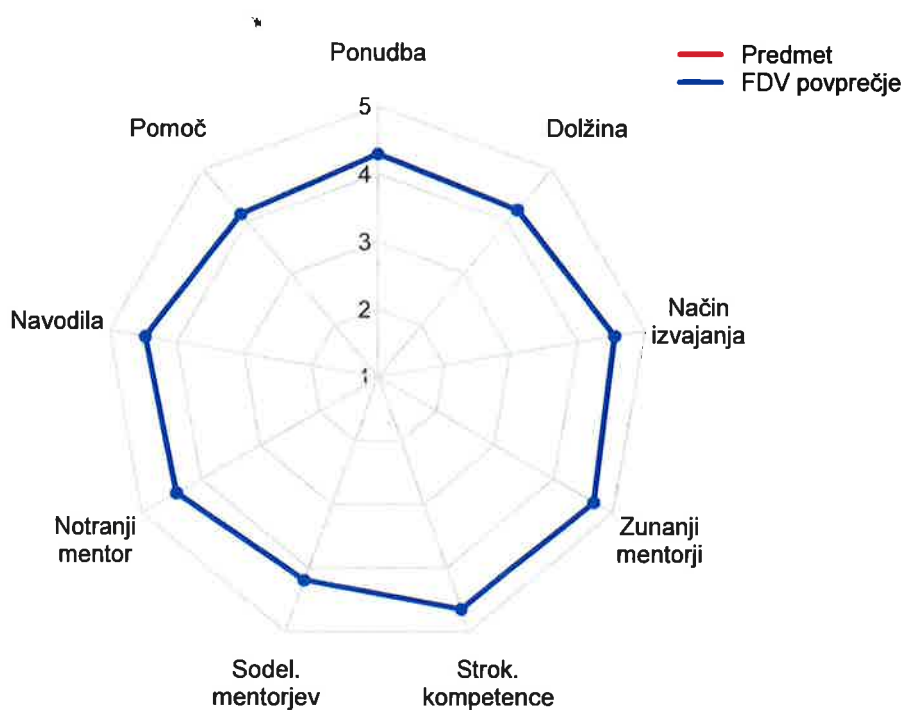 Ponudba
Predmet
FDV povprečje
5
Pomoč
Dolžina
4
3
Navodila
2
Način
izvajanja
1
Notranji
mentor
Zunanji
mentorji
Sodel.
mentorjev
Strok.
kompetence